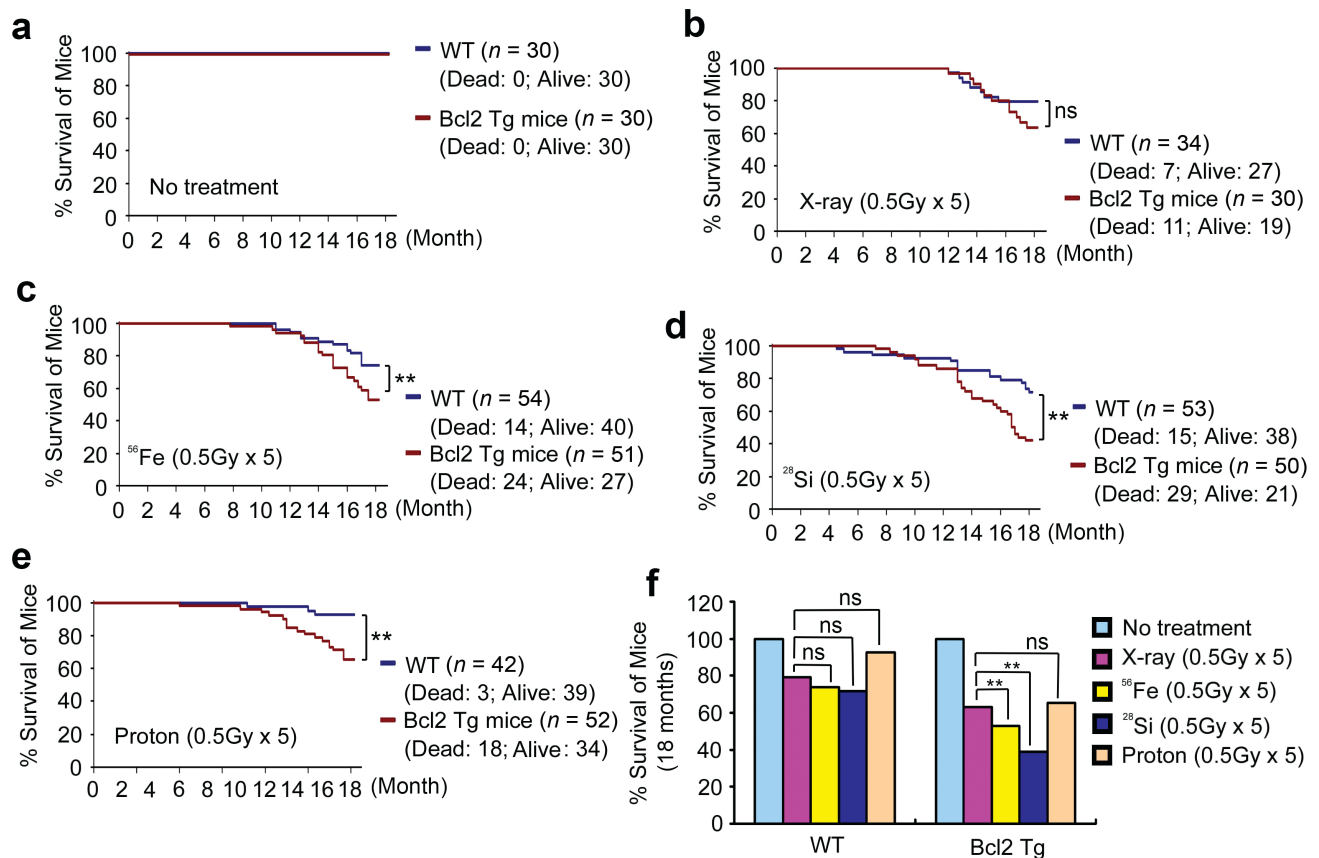 a
% Survival of Mice
100
80
60
40
20
0
No treatment
0 2 4 6 8 10 12 14 16 18 (Month)
WT (n = 30)
(Dead: 0; Alive: 30)
Bcl2 Tg mice (n = 30)
(Dead: 0; Alive: 30)
b
% Survival of Mice
100
80
60
40
20
0
X-ray (0.5Gy x 5)
ns
0 2 4 6 8 10 12 14 16 18 (Month)
WT (n = 34)
(Dead: 7; Alive: 27)
Bcl2 Tg mice (n = 30)
(Dead: 11; Alive: 19)
c
% Survival of Mice
100
80
60
40
20
0
56Fe (0.5Gy x 5)
**
0 2 4 6 8 10 12 14 16 18 (Month)
WT (n = 54)
(Dead: 14; Alive: 40)
Bcl2 Tg mice (n = 51)
(Dead: 24; Alive: 27)
d
% Survival of Mice
100
80
60
40
20
0
28Si (0.5Gy x 5)
**
0 2 4 6 8 10 12 14 16 18 (Month)
WT (n = 53)
(Dead: 15; Alive: 38)
Bcl2 Tg mice (n = 50)
(Dead: 29; Alive: 21)
e
% Survival of Mice
100
80
60
40
20
0
Proton (0.5Gy x 5)
**
0 2 4 6 8 10 12 14 16 18 (Month)
WT (n = 42)
(Dead: 3; Alive: 39)
Bcl2 Tg mice (n = 52)
(Dead: 18; Alive: 34)
f
% Survival of Mice
(18 months)
120
100
80
60
40
20
0
ns
ns
ns
ns
**
**
WT Bcl2 Tg
No treatment
X-ray (0.5Gy x 5)
56Fe (0.5Gy x 5)
28Si (0.5Gy x 5)
Proton (0.5Gy x 5)